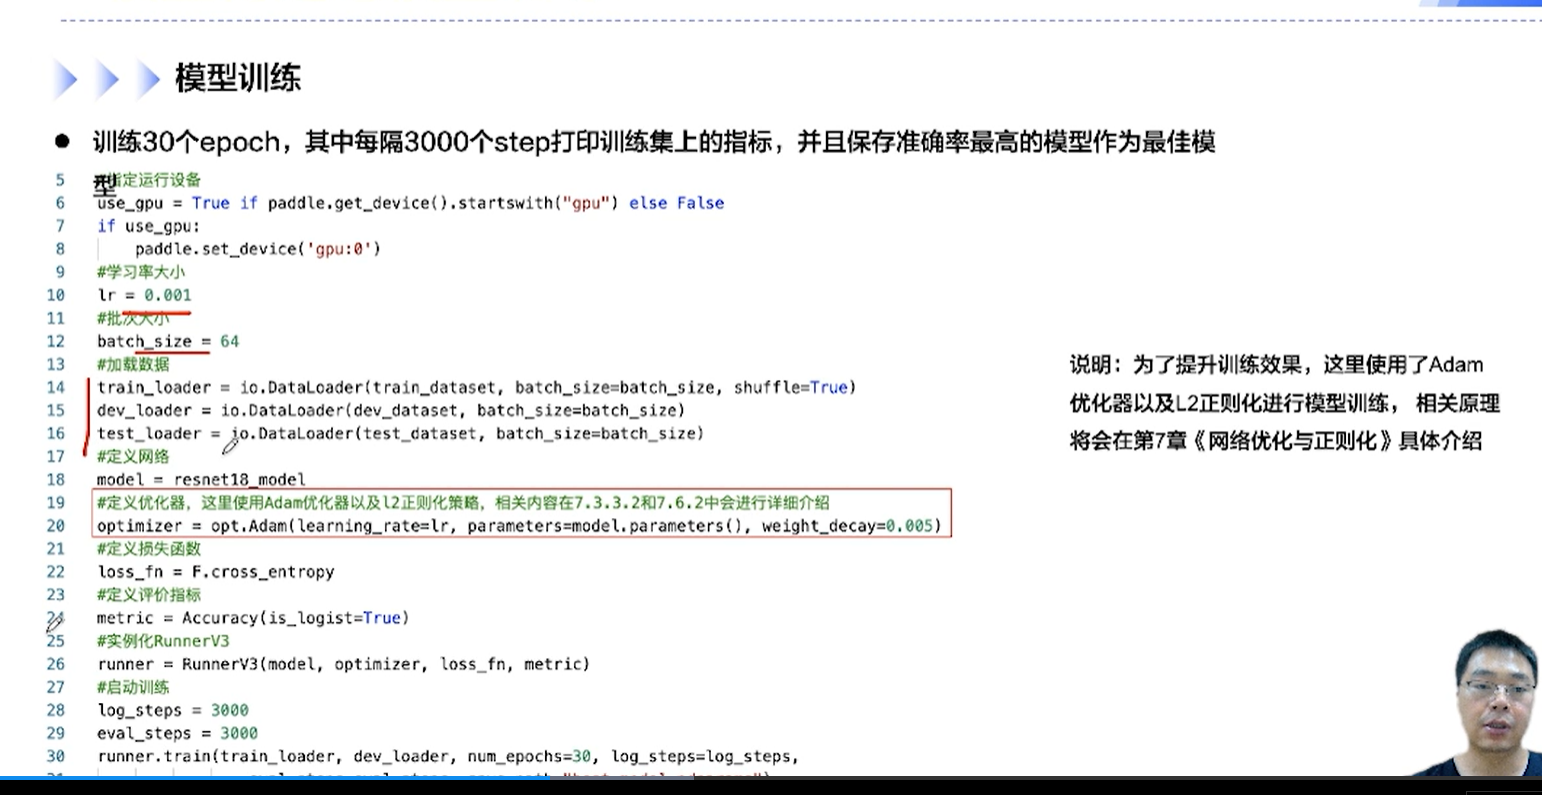 模型训练
● 训练30个epoch，其中每隔3000个step打印训练集上的指标，并且保存准确率最高的模型作为最佳模
型
5 #指定运行设备
6 use_gpu = True if paddle.get_device().startswith("gpu") else False
7 if use_gpu:
8 paddle.set_device('gpu:0')
9 #学习率大小
10 lr = 0.001
11 #批次大小
12 batch_size = 64
13 #加载数据
14 train_loader = io.DataLoader(train_dataset, batch_size=batch_size, shuffle=True)
15 dev_loader = io.DataLoader(dev_dataset, batch_size=batch_size)
16 test_loader = io.DataLoader(test_dataset, batch_size=batch_size)
17 #定义网络
18 model = resnet18_model
19 #定义优化器，这里使用Adam优化器以及l2正则化策略，相关内容在7.3.3.2和7.6.2中会进行详细介绍
20 optimizer = opt.Adam(learning_rate=lr, parameters=model.parameters(), weight_decay=0.005)
21 #定义损失函数
22 loss_fn = F.cross_entropy
23 #定义评价指标
24 metric = Accuracy(is_logist=True)
25 #实例化RunnerV3
26 runner = RunnerV3(model, optimizer, loss_fn, metric)
27 #启动训练
28 log_steps = 3000
29 eval_steps = 3000
30 runner.train(train_loader, dev_loader, num_epochs=30, log_steps=log_steps,
说明：为了提升训练效果，这里使用了Adam
优化器以及L2正则化进行模型训练， 相关原理
将会在第7章《网络优化与正则化》具体介绍